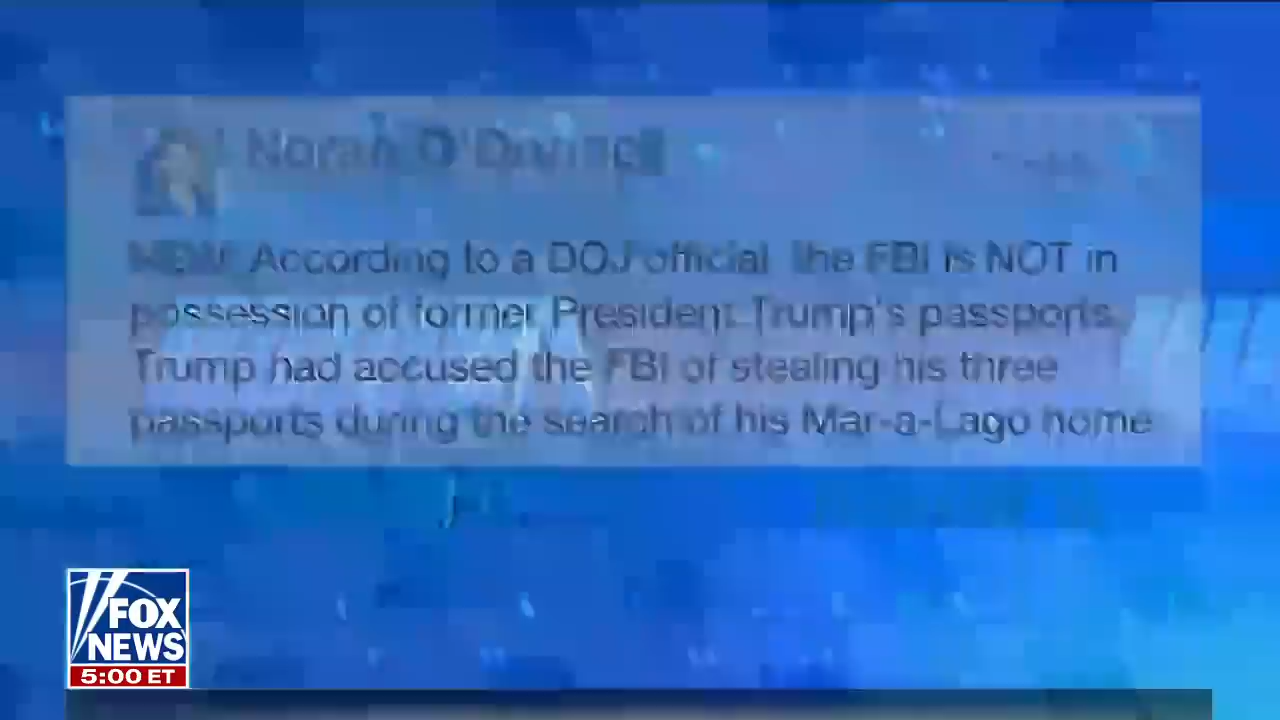 Norah O'Donnell
NEW: According to a DOJ official, the FBI is NOT in
possession of former President Trump's passports.
Trump had accused the FBI of stealing his three
passports during the search of his Mar-a-Lago home
FOX
NEWS
5:00 ET